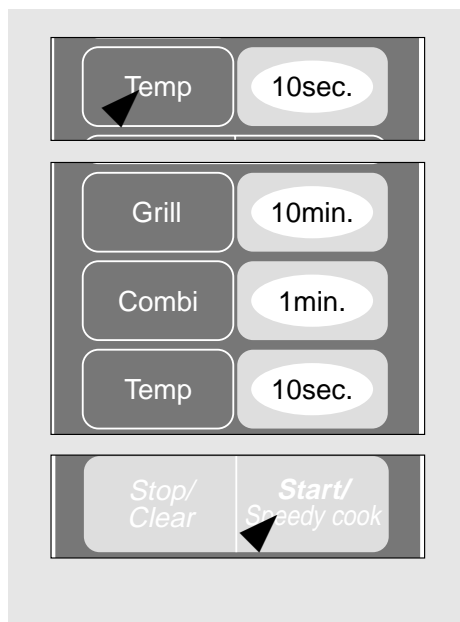 Temp 10sec.
Grill 10min.
Combi 1min.
Temp 10sec.
Stop/ Start/
Clear Speedy cook